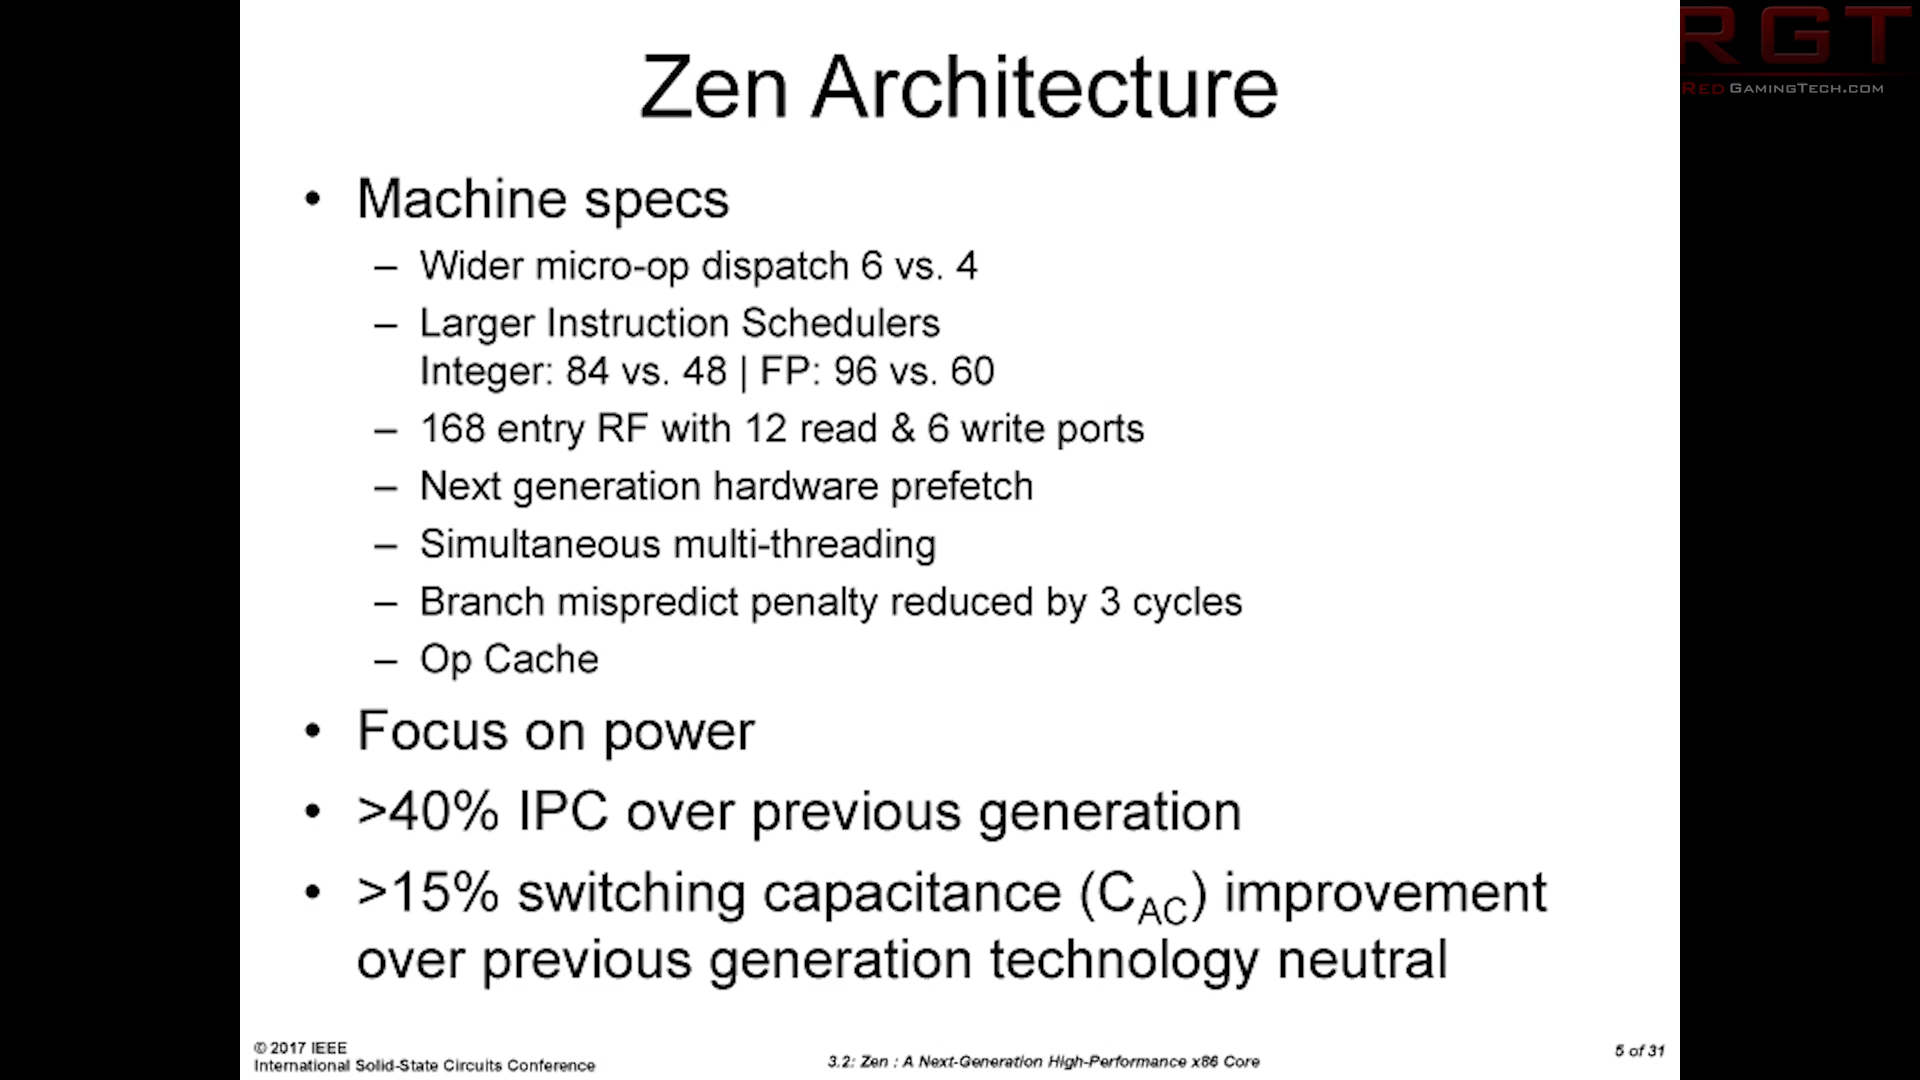 RGT
RED GAMINGTECH.COM
Zen Architecture
• Machine specs
– Wider micro-op dispatch 6 vs. 4
– Larger Instruction Schedulers
Integer: 84 vs. 48 | FP: 96 vs. 60
– 168 entry RF with 12 read & 6 write ports
– Next generation hardware prefetch
– Simultaneous multi-threading
– Branch mispredict penalty reduced by 3 cycles
– Op Cache
• Focus on power
• >40% IPC over previous generation
• >15% switching capacitance (CAC) improvement
over previous generation technology neutral
© 2017 IEEE
International Solid-State Circuits Conference
3.2: Zen : A Next-Generation High-Performance x86 Core
5 of 31